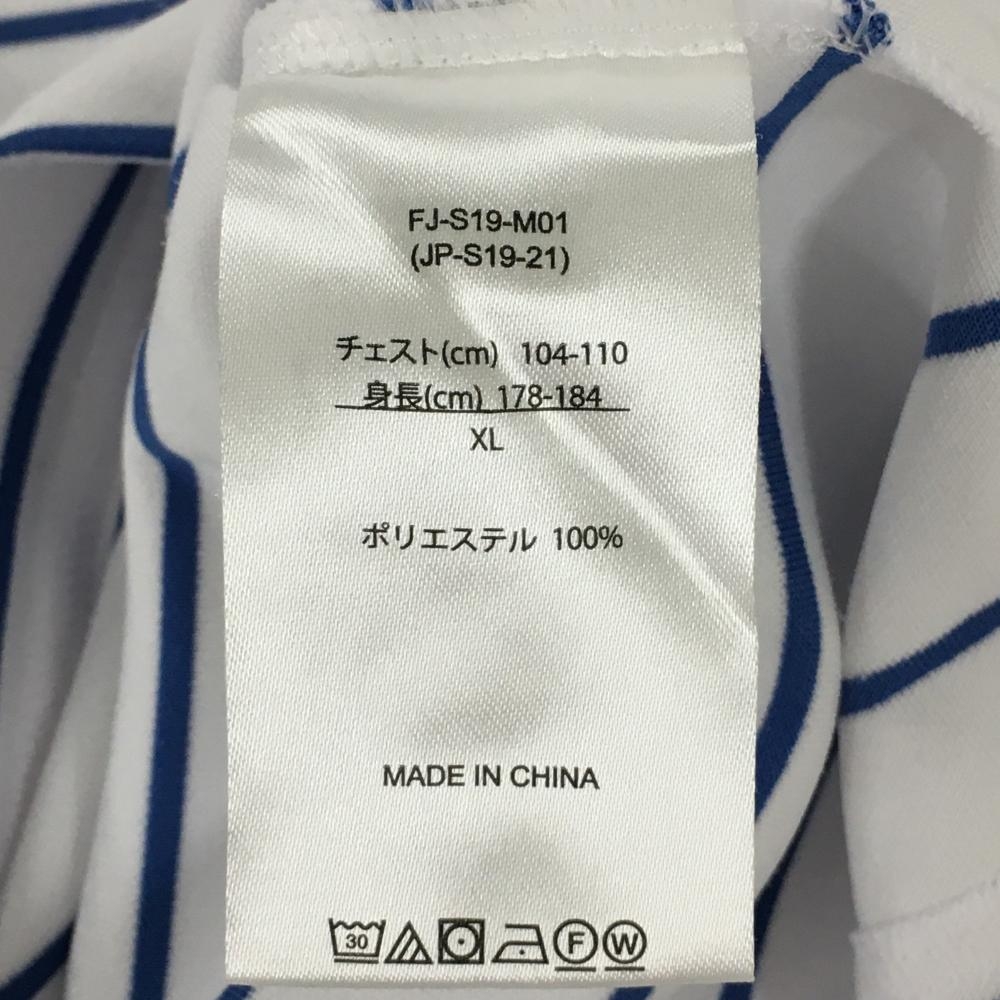 FJ-S19-M01
(JP-S19-21)
チェスト(cm) 104-110
身長(cm) 178-184
XL
ポリエステル 100%
MADE IN CHINA
30 F W